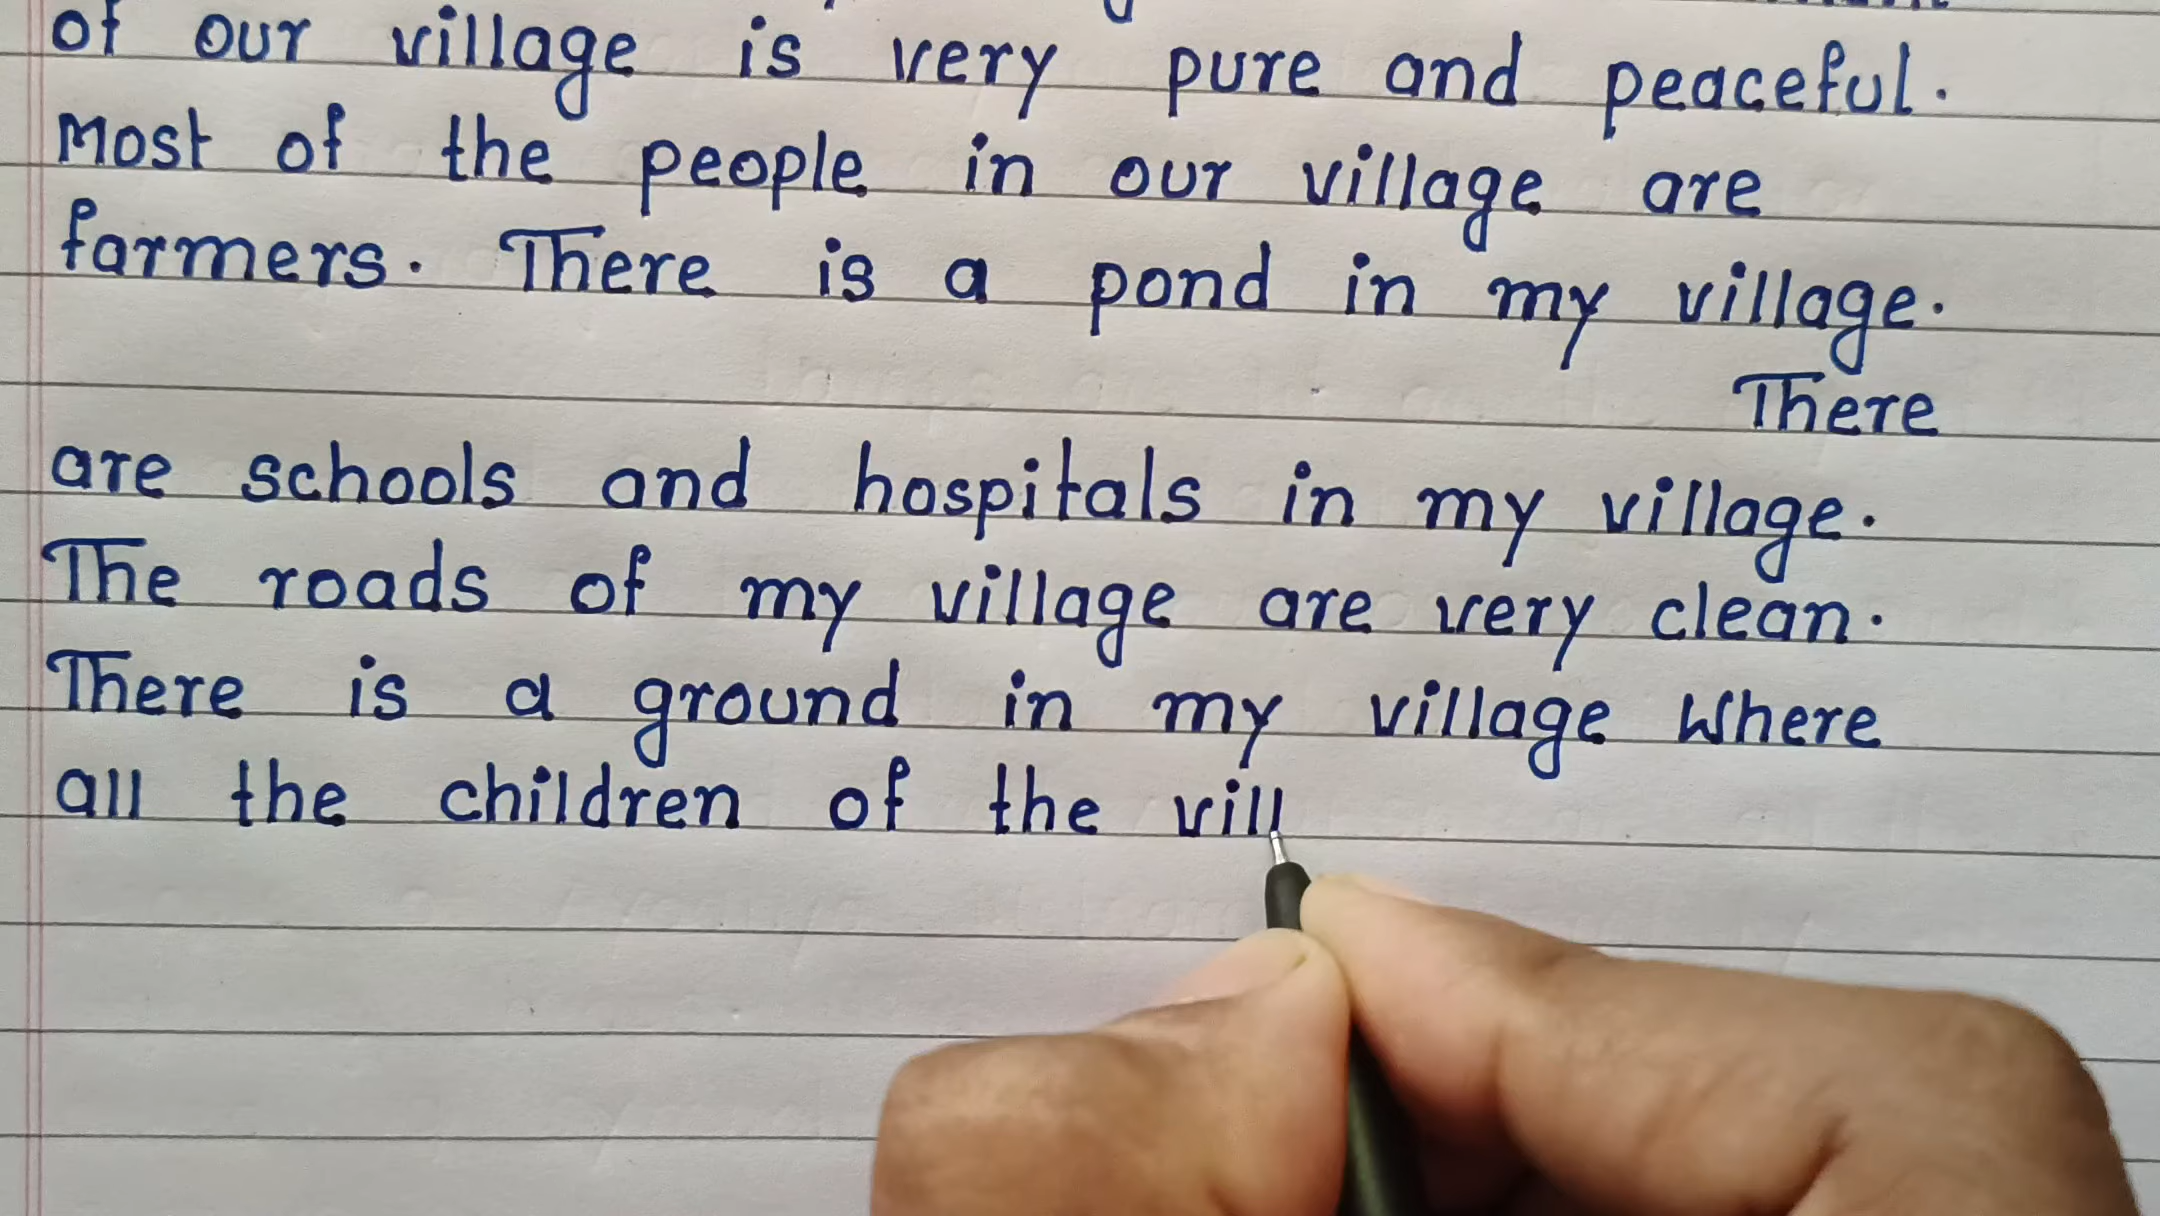 of our village is very pure and peaceful.
Most of the people in our village are
farmers. There is a pond in my village.
There
are schools and hospitals in my village.
The roads of my village are very clean.
There is a ground in my village Where
all the children of the vill